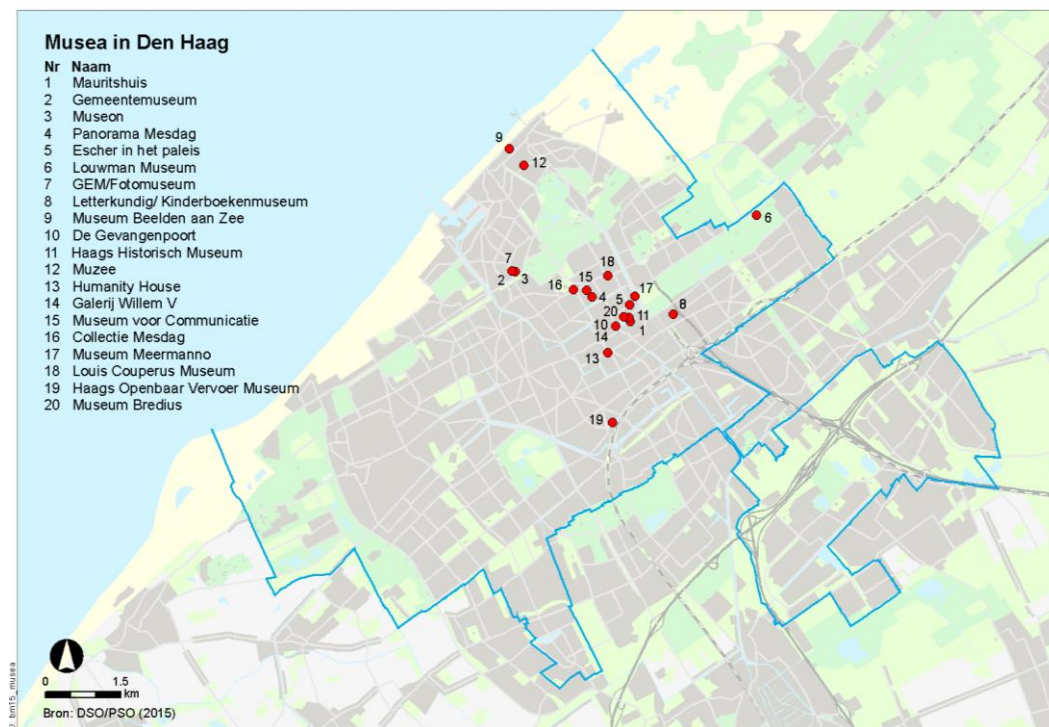 Musea in Den Haag
Nr Naam
1 Mauritshuis
2 Gemeentemuseum
3 Museon
4 Panorama Mesdag
5 Escher in het paleis
6 Louwman Museum
7 GEM/Fotomuseum
8 Letterkundig/ Kinderboekenmuseum
9 Museum Beelden aan Zee
10 De Gevangenpoort
11 Haags Historisch Museum
12 Muzee
13 Humanity House
14 Galerij Willem V
15 Museum voor Communicatie
16 Collectie Mesdag
17 Museum Meermanno
18 Louis Couperus Museum
19 Haags Openbaar Vervoer Museum
20 Museum Bredius
9
12
6
7
2 3
18
16 15
4
17
5
20 11
8
10 1
14
13
19
0 1.5
km
Bron: DSO/PSO (2015)
bm15_musea